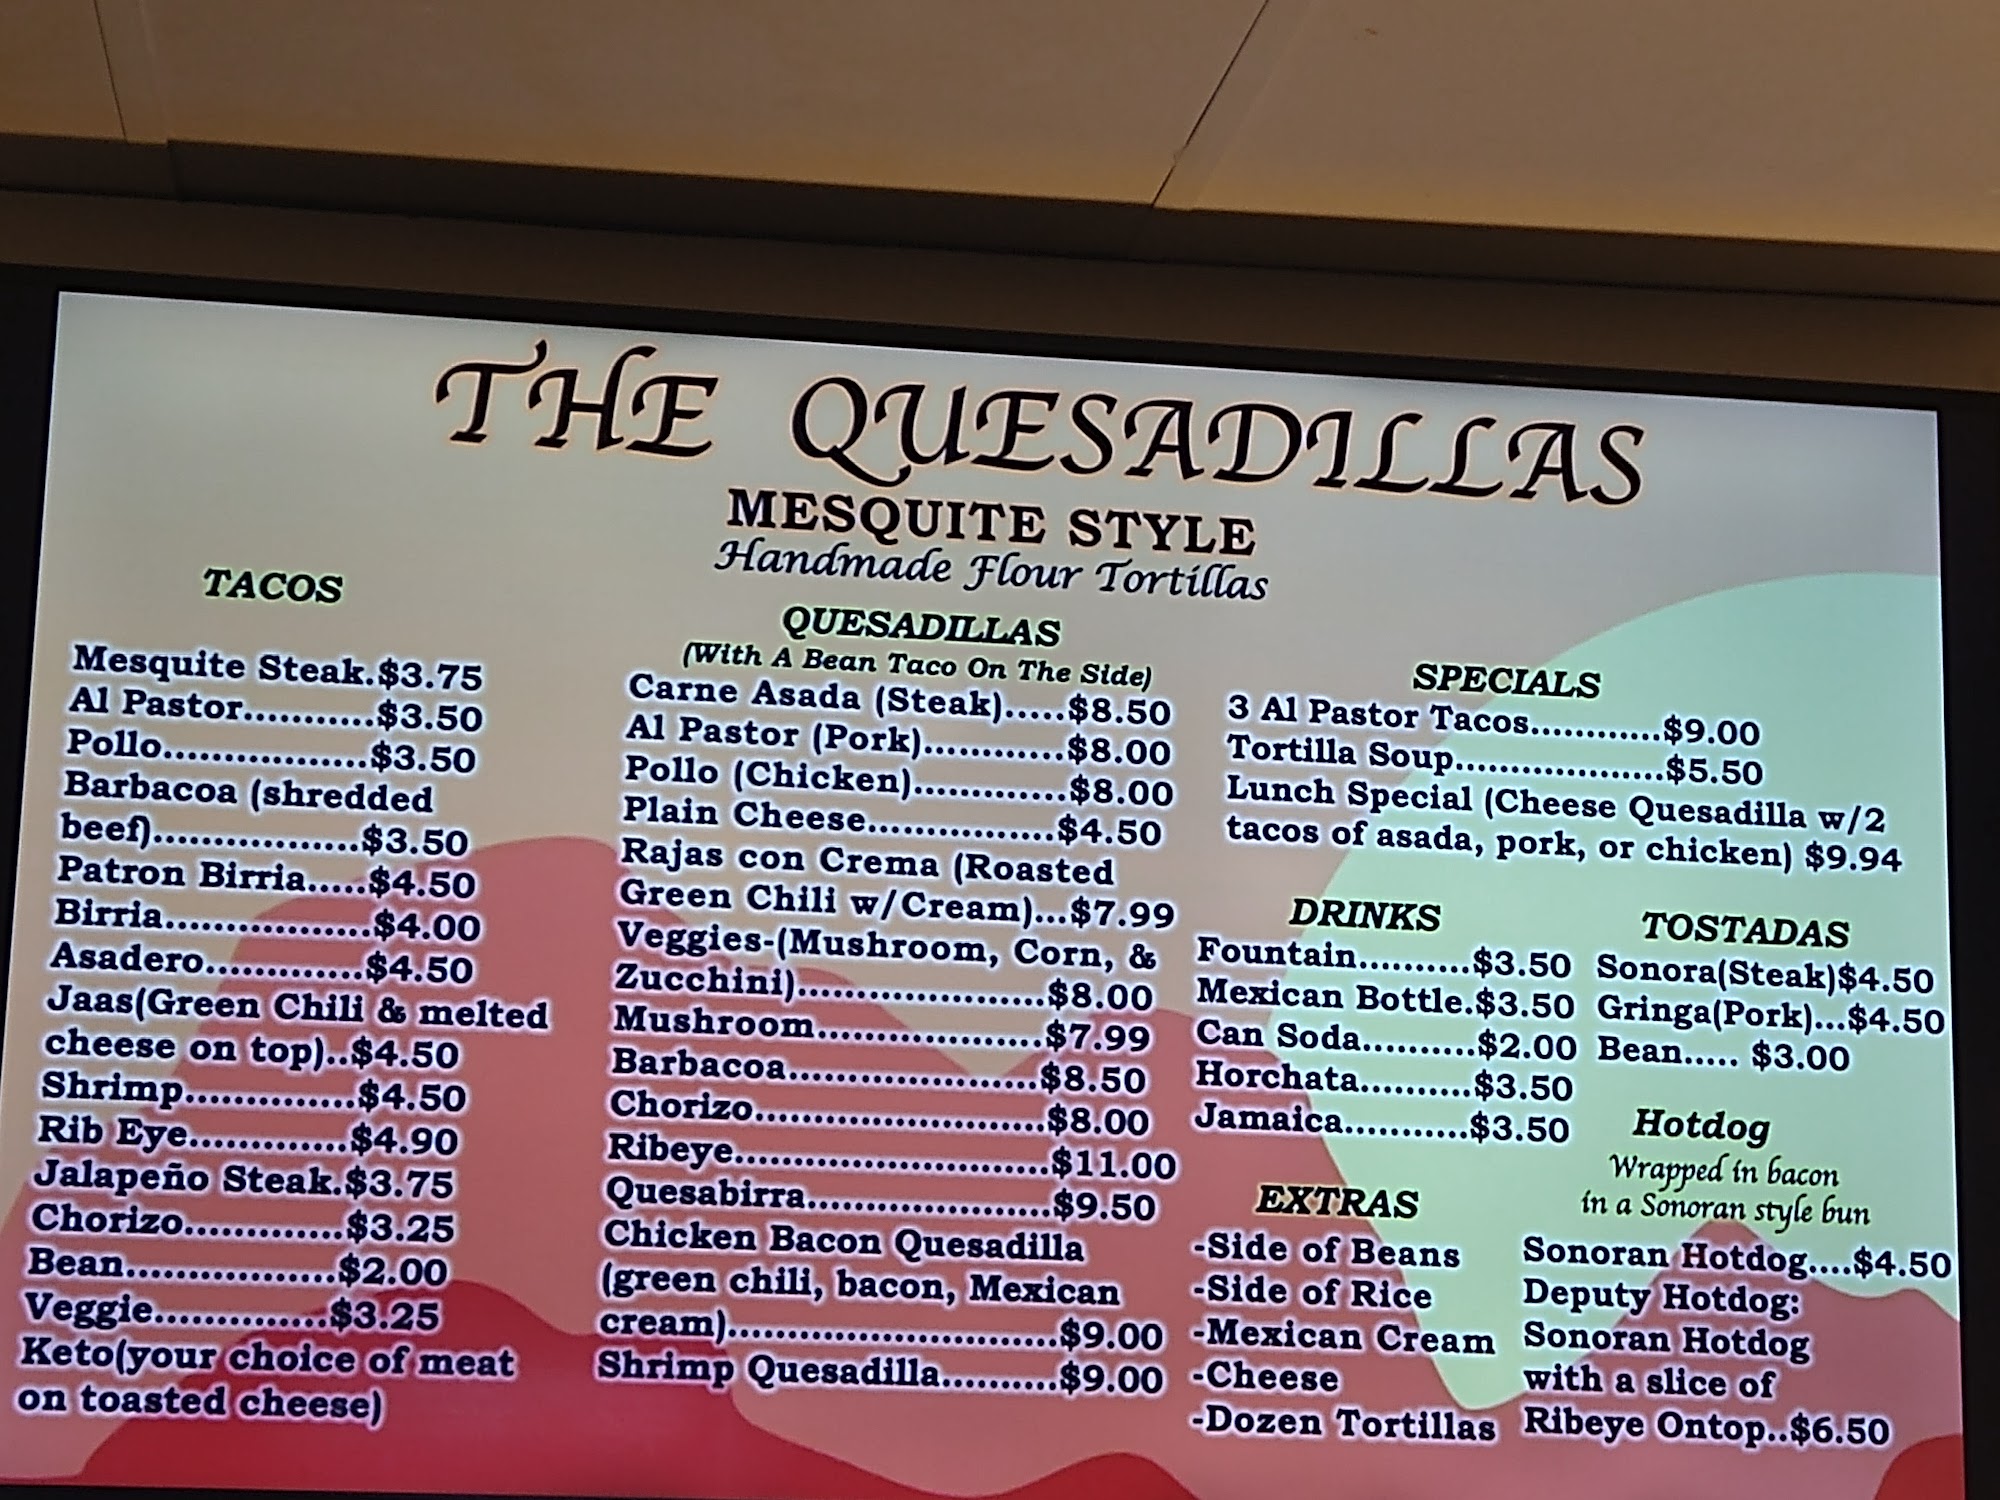 THE QUESADILLAS
MESQUITE STYLE
Handmade Flour Tortillas
TACOS
Mesquite Steak.$3.75
Al Pastor............$3.50
Pollo..................$3.50
Barbacoa (shredded
beef)..................$3.50
Patron Birria.....$4.50
Birria..................$4.00
Asadero..............$4.50
Jaas(Green Chili & melted
cheese on top)..$4.50
Shrimp...............$4.50
Rib Eye..............$4.90
Jalapeño Steak.$3.75
Chorizo..............$3.25
Bean..................$2.00
Veggie...............$3.25
Keto(your choice of meat
on toasted cheese)
QUESADILLAS
(With A Bean Taco On The Side)
Carne Asada (Steak).....$8.50
Al Pastor (Pork)............$8.00
Pollo (Chicken).............$8.00
Plain Cheese................$4.50
Rajas con Crema (Roasted
Green Chili w/Cream)...$7.99
Veggies-(Mushroom, Corn, &
Zucchini).....................$8.00
Mushroom...................$7.99
Barbacoa.....................$8.50
Chorizo.........................$8.00
Ribeye...........................$11.00
Quesabirra.....................$9.50
Chicken Bacon Quesadilla
(green chili, bacon, Mexican
cream)............................$9.00
Shrimp Quesadilla..........$9.00
SPECIALS
3 Al Pastor Tacos...........$9.00
Tortilla Soup..................$5.50
Lunch Special (Cheese Quesadilla w/2
tacos of asada, pork, or chicken) $9.94
DRINKS
Fountain..........$3.50
Mexican Bottle.$3.50
Can Soda..........$2.00
Horchata..........$3.50
Jamaica...........$3.50
TOSTADAS
Sonora(Steak)$4.50
Gringa(Pork)...$4.50
Bean..... $3.00
EXTRAS
-Side of Beans
-Side of Rice
-Mexican Cream
-Cheese
-Dozen Tortillas
Hotdog
Wrapped in bacon
in a Sonoran style bun
Sonoran Hotdog....$4.50
Deputy Hotdog:
Sonoran Hotdog
with a slice of
Ribeye Ontop..$6.50